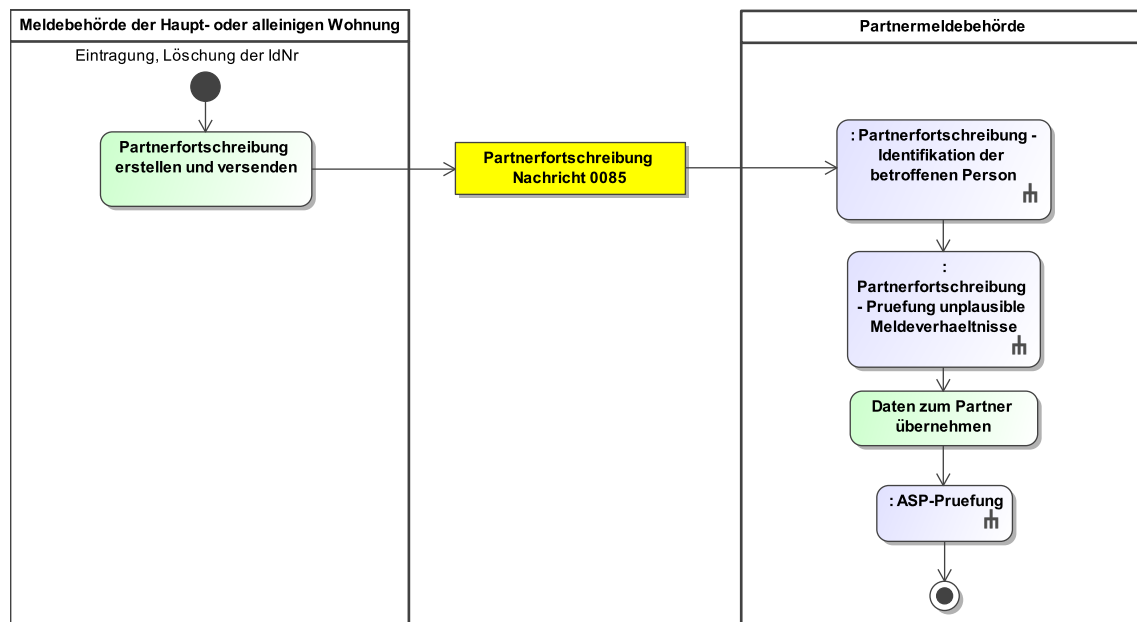 Meldebehörde der Haupt- oder alleinigen Wohnung
Eintragung, Löschung der IdNr
Partnerfortschreibung
erstellen und versenden
Partnerfortschreibung
Nachricht 0085
Partnermeldebehörde
: Partnerfortschreibung -
Identifikation der
betroffenen Person
:
Partnerfortschreibung
- Pruefung unplausible
Meldeverhaeltnisse
Daten zum Partner
übernehmen
: ASP-Pruefung